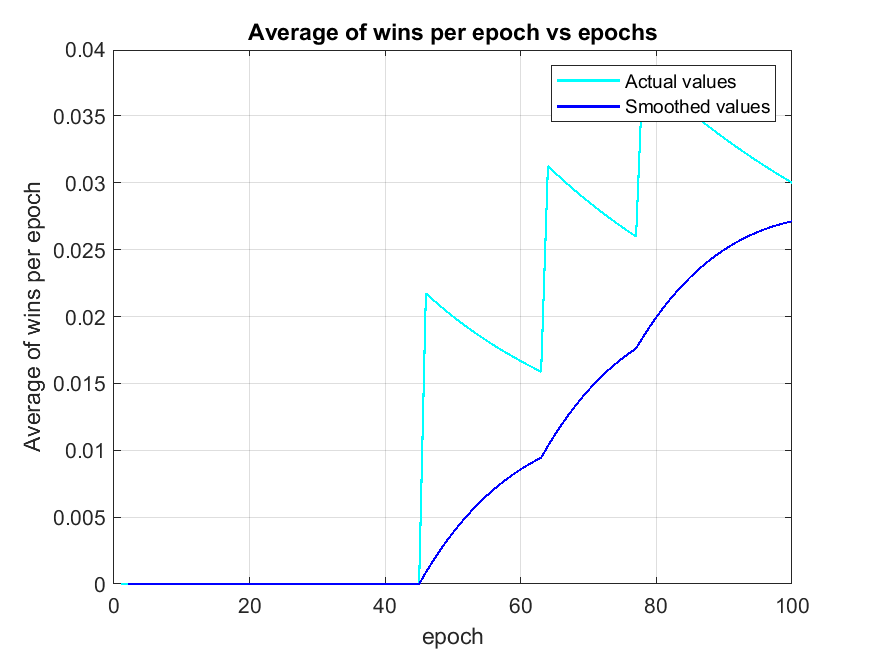 Average of wins per epoch vs epochs
Actual values
Smoothed values
0.04
0.035
0.03
0.025
0.02
0.015
0.01
0.005
0
Average of wins per epoch
0 20 40 60 80 100
epoch